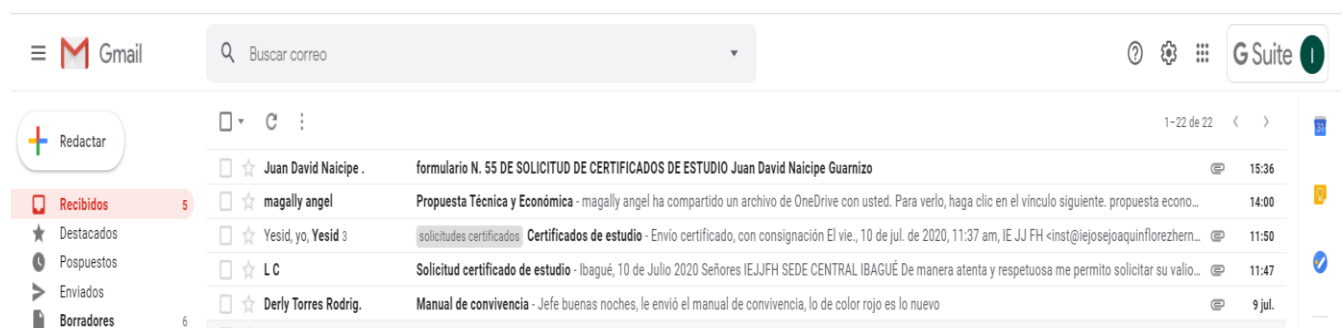 Gmail
Buscar correo
G Suite
I
Redactar
1–22 de 22
31
Juan David Naicipe . formulario N. 55 DE SOLICITUD DE CERTIFICADOS DE ESTUDIO Juan David Naicipe Guarnizo 15:36
Recibidos 5
magally angel Propuesta Técnica y Económica - magally angel ha compartido un archivo de OneDrive con usted. Para verlo, haga clic en el vínculo siguiente. propuesta econo... 14:00
Destacados
Yesid, yo, Yesid 3 solicitudes certificados Certificados de estudio - Envio certificado, con consignación El vie., 10 de jul. de 2020, 11:37 am, IE JJ FH <inst@iejosejoaquinflorezhern... 11:50
Pospuestos
L C Solicitud certificado de estudio - Ibagué, 10 de Julio 2020 Señores IEJJFH SEDE CENTRAL IBAGUÉ De manera atenta y respetuosa me permito solicitar su valio... 11:47
Enviados
Derly Torres Rodrig. Manual de convivencia - Jefe buenas noches, le envió el manual de convivencia, lo de color rojo es lo nuevo 9 jul.
Borradores 6